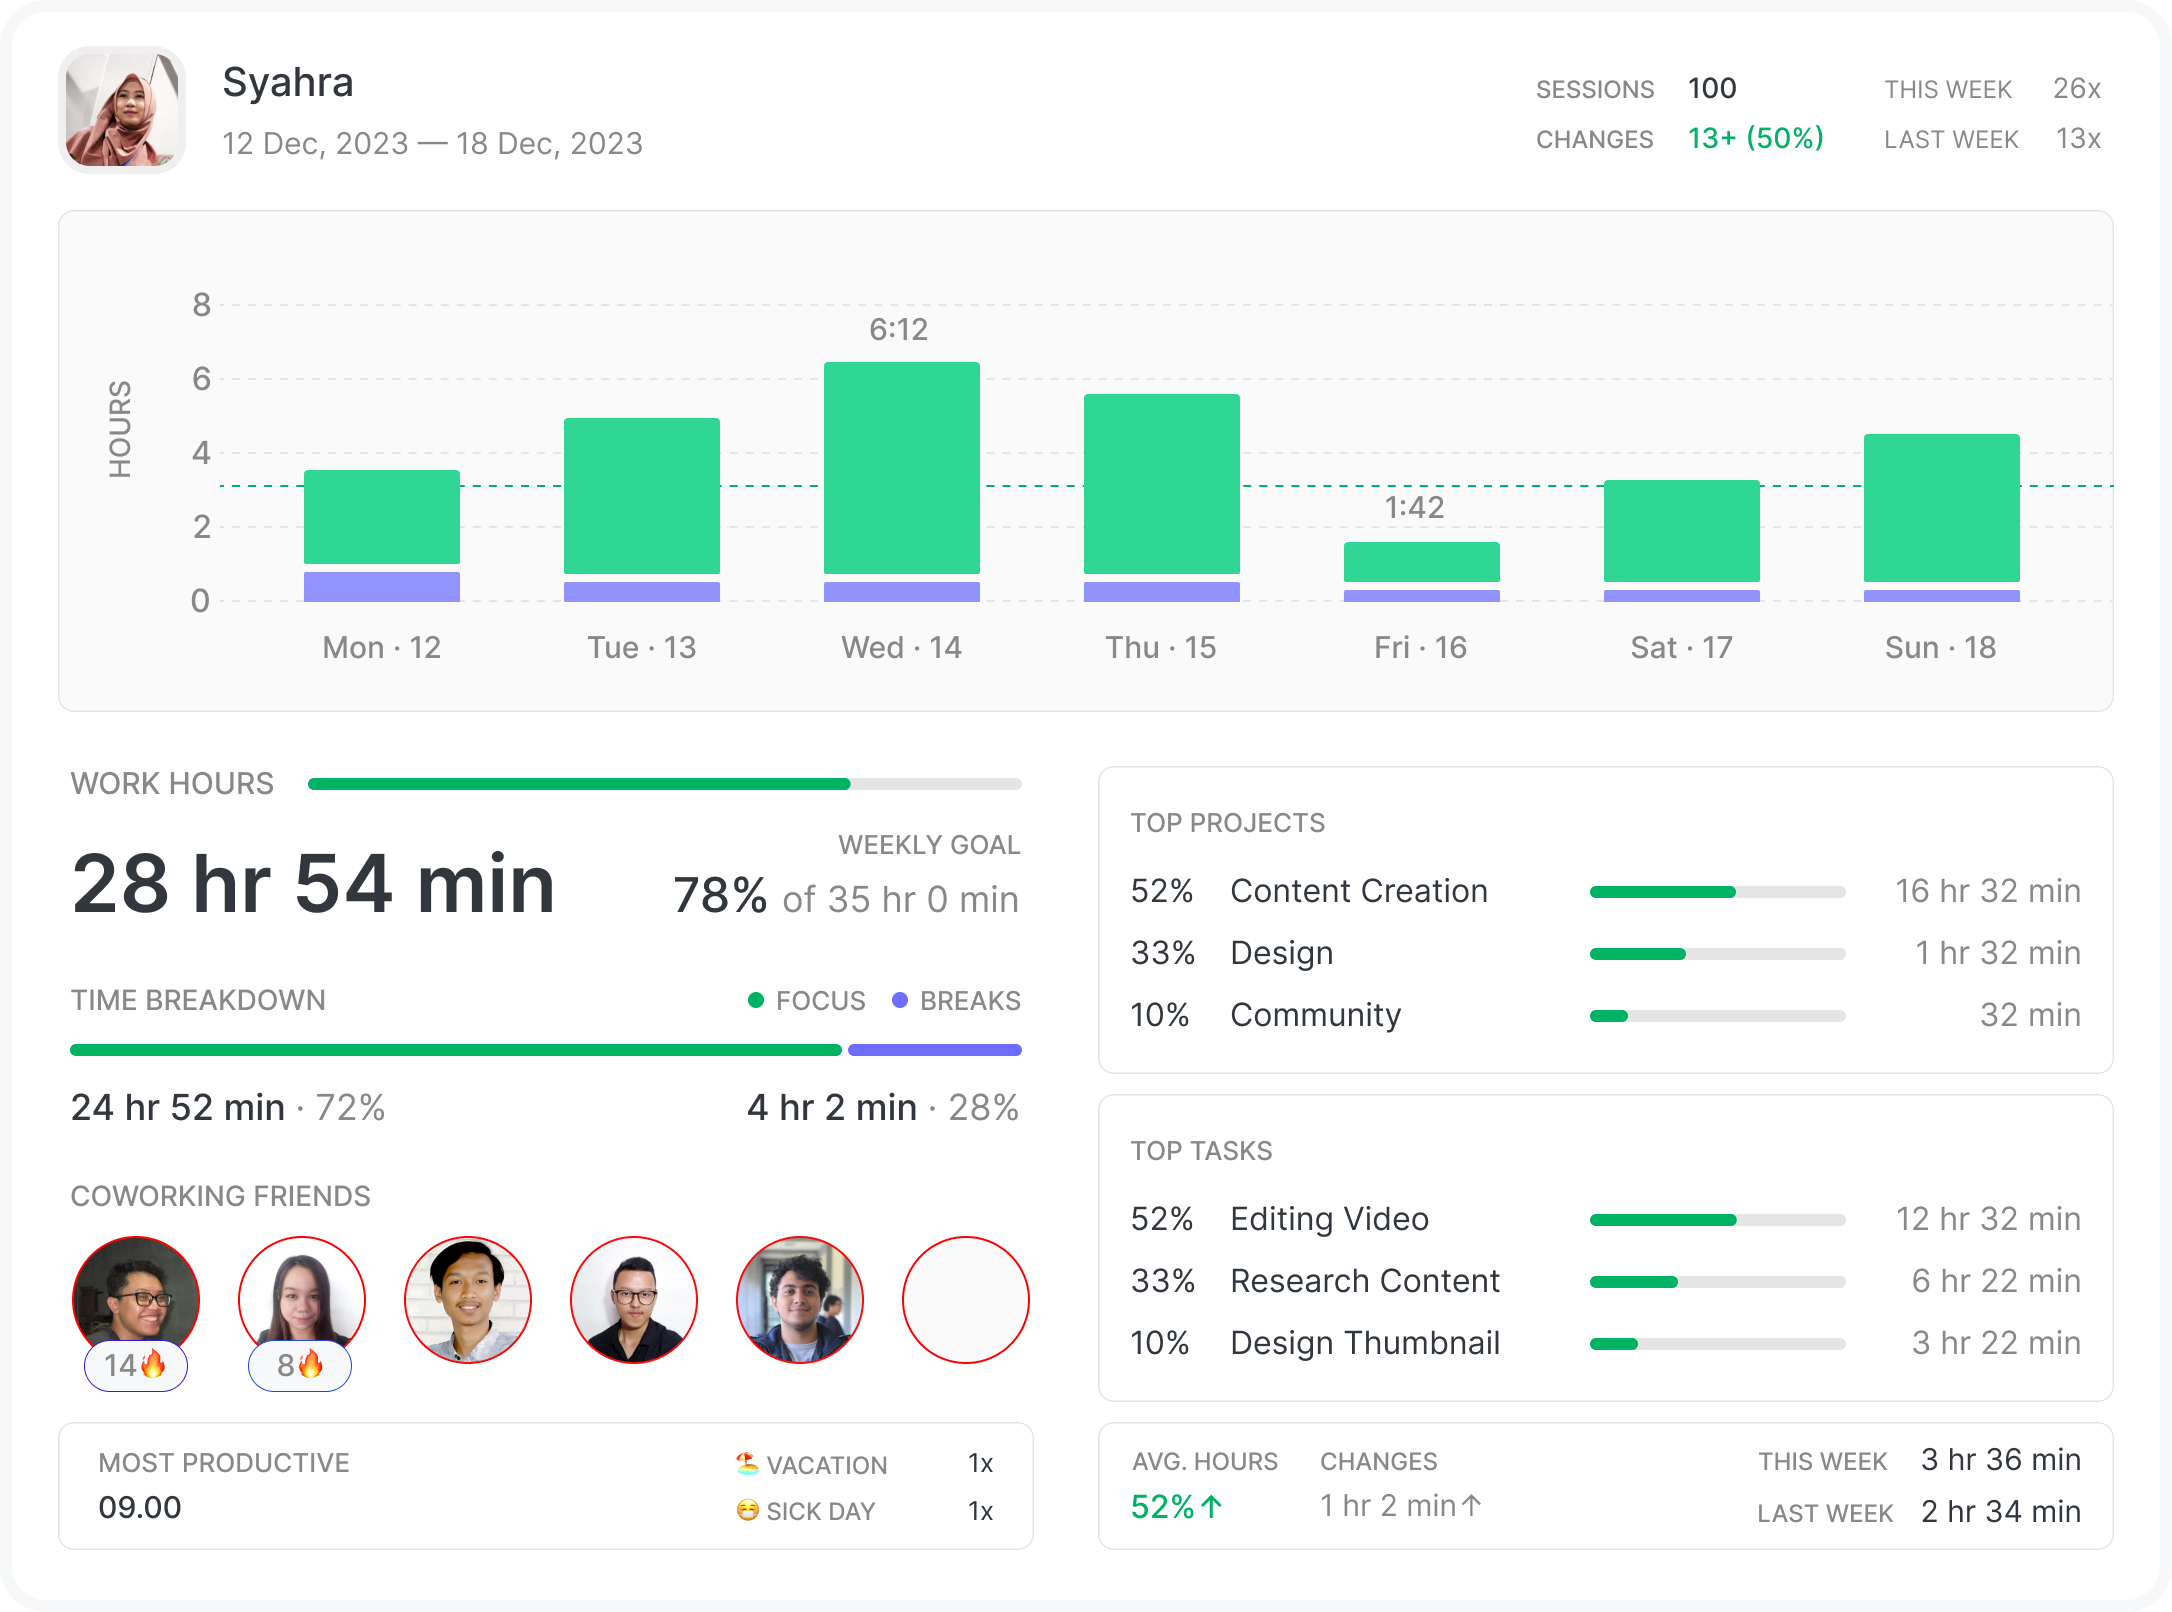 Syahra
12 Dec, 2023 — 18 Dec, 2023
SESSIONS 100
THIS WEEK 26x
CHANGES 13+ (50%)
LAST WEEK 13x
HOURS
8
6
4
2
0
6:12
1:42
Mon · 12
Tue · 13
Wed · 14
Thu · 15
Fri · 16
Sat · 17
Sun · 18
WORK HOURS
28 hr 54 min
WEEKLY GOAL
78% of 35 hr 0 min
TIME BREAKDOWN
FOCUS
BREAKS
24 hr 52 min · 72%
4 hr 2 min · 28%
COWORKING FRIENDS
14🔥
8🔥
MOST PRODUCTIVE
09.00
🏖️ VACATION 1x
😷 SICK DAY 1x
TOP PROJECTS
52% Content Creation 16 hr 32 min
33% Design 1 hr 32 min
10% Community 32 min
TOP TASKS
52% Editing Video 12 hr 32 min
33% Research Content 6 hr 22 min
10% Design Thumbnail 3 hr 22 min
AVG. HOURS
52%↑
CHANGES
1 hr 2 min↑
THIS WEEK 3 hr 36 min
LAST WEEK 2 hr 34 min